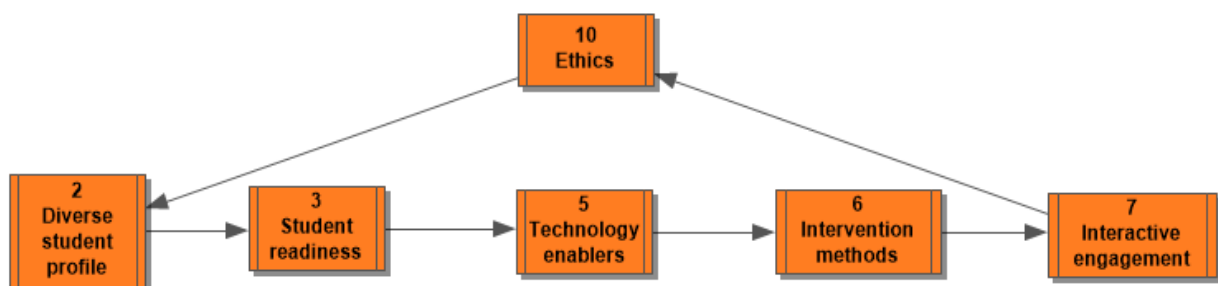 10
Ethics
2
Diverse
student
profile
3
Student
readiness
5
Technology
enablers
6
Intervention
methods
7
Interactive
engagement